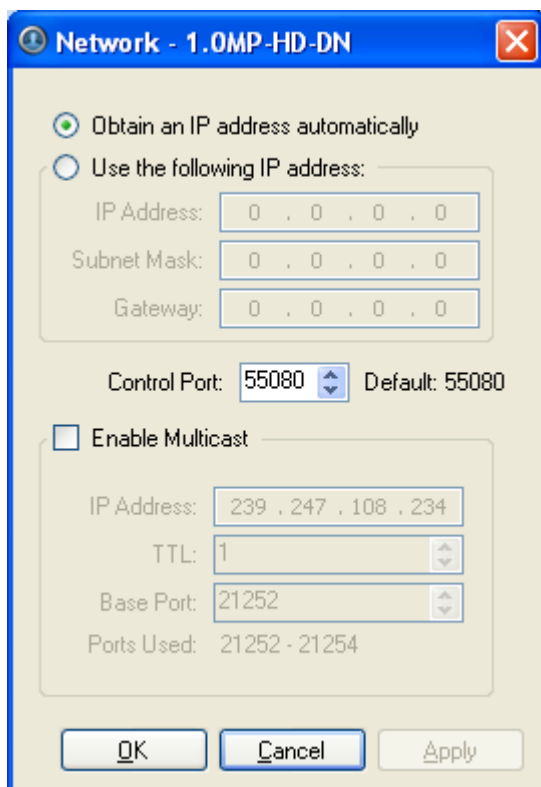 Network - 1.0MP-HD-DN
Obtain an IP address automatically
Use the following IP address:
IP Address: 0 . 0 . 0 . 0
Subnet Mask: 0 . 0 . 0 . 0
Gateway: 0 . 0 . 0 . 0
Control Port: 55080 Default: 55080
Enable Multicast
IP Address: 239 . 247 . 108 . 234
TTL: 1
Base Port: 21252
Ports Used: 21252 - 21254
OK Cancel Apply